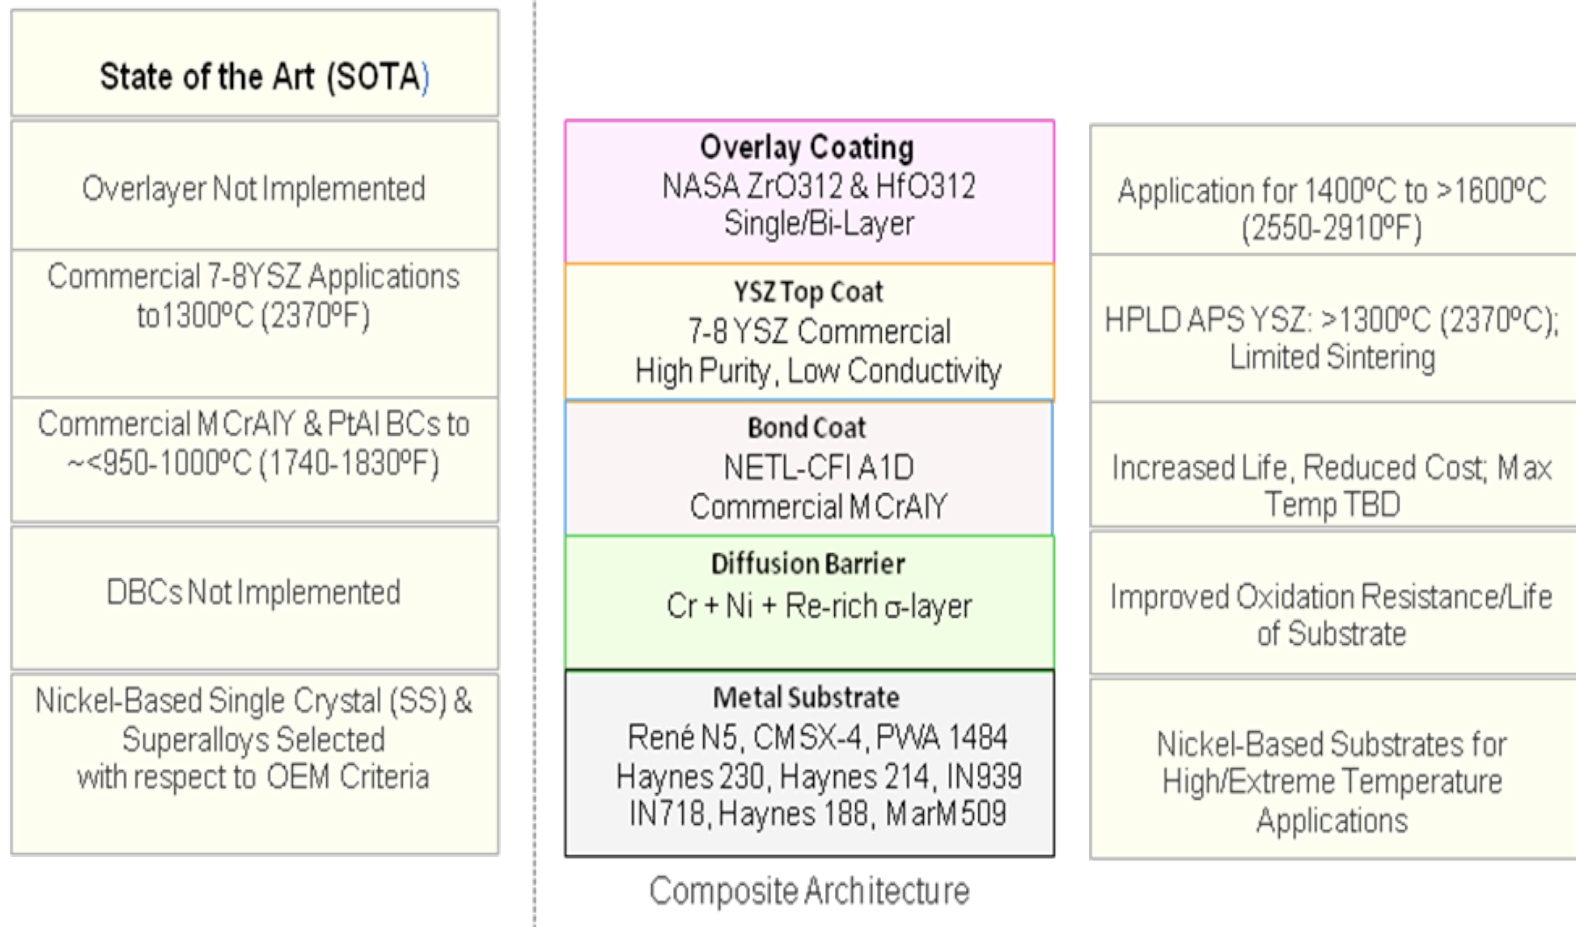 State of the Art (SOTA)
Overlayer Not Implemented
Commercial 7-8YSZ Applications
to1300ºC (2370ºF)
Commercial MCrAlY & PtAl BCs to
~<950-1000ºC (1740-1830ºF)
DBCs Not Implemented
Nickel-Based Single Crystal (SS) &
Superalloys Selected
with respect to OEM Criteria
Overlay Coating
NASA ZrO312 & HfO312
Single/Bi-Layer
YSZ Top Coat
7-8 YSZ Commercial
High Purity, Low Conductivity
Bond Coat
NETL-CFI A1D
Commercial MCrAlY
Diffusion Barrier
Cr + Ni + Re-rich σ-layer
Metal Substrate
René N5, CMSX-4, PWA 1484
Haynes 230, Haynes 214, IN939
IN718, Haynes 188, MarM509
Composite Architecture
Application for 1400ºC to >1600ºC
(2550-2910ºF)
HPLD APS YSZ: >1300ºC (2370ºC);
Limited Sintering
Increased Life, Reduced Cost; Max
Temp TBD
Improved Oxidation Resistance/Life
of Substrate
Nickel-Based Substrates for
High/Extreme Temperature
Applications